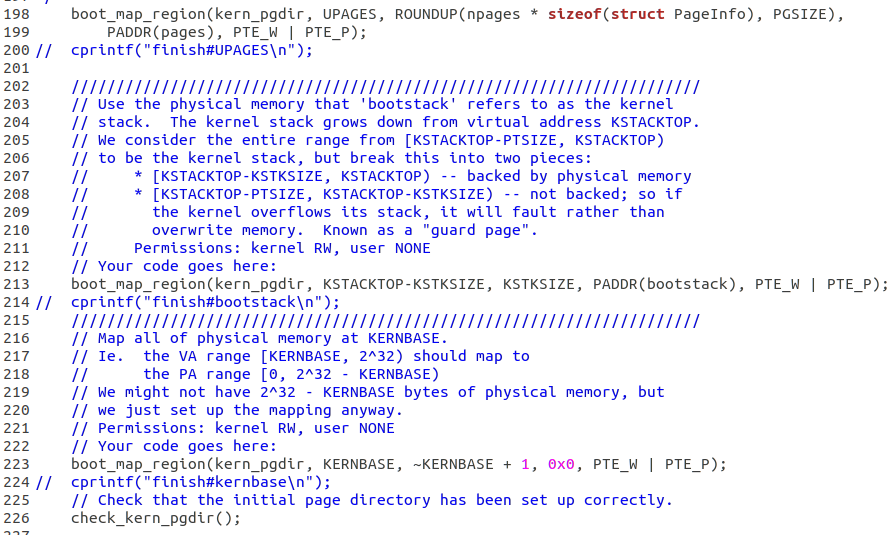 198     boot_map_region(kern_pgdir, UPAGES, ROUNDUP(npages * sizeof(struct PageInfo), PGSIZE),
199         PADDR(pages), PTE_W | PTE_P);
200 //  cprintf("finish#UPAGES\n");
201
202     //////////////////////////////////////////////////////////////////////
203     // Use the physical memory that 'bootstack' refers to as the kernel
204     // stack.  The kernel stack grows down from virtual address KSTACKTOP.
205     // We consider the entire range from [KSTACKTOP-PTSIZE, KSTACKTOP)
206     // to be the kernel stack, but break this into two pieces:
207     //     * [KSTACKTOP-KSTKSIZE, KSTACKTOP) -- backed by physical memory
208     //     * [KSTACKTOP-PTSIZE, KSTACKTOP-KSTKSIZE) -- not backed; so if
209     //       the kernel overflows its stack, it will fault rather than
210     //       overwrite memory.  Known as a "guard page".
211     //     Permissions: kernel RW, user NONE
212     // Your code goes here:
213     boot_map_region(kern_pgdir, KSTACKTOP-KSTKSIZE, KSTKSIZE, PADDR(bootstack), PTE_W | PTE_P);
214 //  cprintf("finish#bootstack\n");
215     //////////////////////////////////////////////////////////////////////
216     // Map all of physical memory at KERNBASE.
217     // Ie.  the VA range [KERNBASE, 2^32) should map to
218     //      the PA range [0, 2^32 - KERNBASE)
219     // We might not have 2^32 - KERNBASE bytes of physical memory, but
220     // we just set up the mapping anyway.
221     // Permissions: kernel RW, user NONE
222     // Your code goes here:
223     boot_map_region(kern_pgdir, KERNBASE, ~KERNBASE + 1, 0x0, PTE_W | PTE_P);
224 //  cprintf("finish#kernbase\n");
225     // Check that the initial page directory has been set up correctly.
226     check_kern_pgdir();